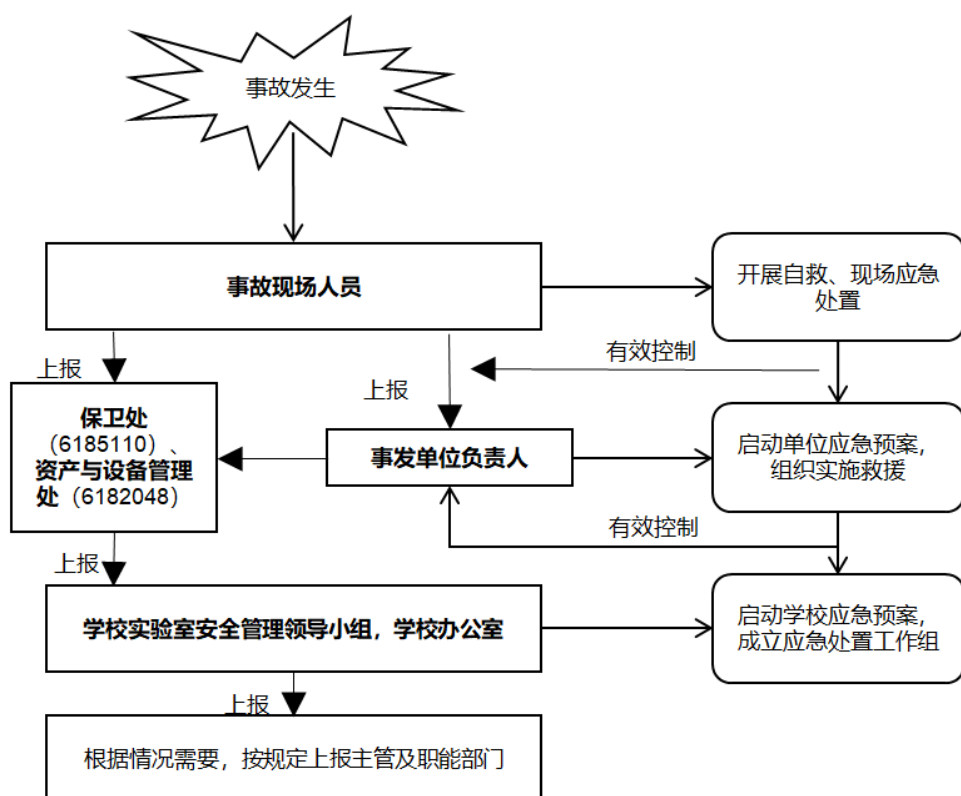 事故发生
事故现场人员
开展自救、现场应急
处置
上报
上报
有效控制
保卫处
（6185110）、
资产与设备管理
处（6182048）
事发单位负责人
启动单位应急预案，
组织实施救援
有效控制
上报
学校实验室安全管理领导小组，学校办公室
启动学校应急预案，
成立应急处置工作组
上报
根据情况需要，按规定上报主管及职能部门